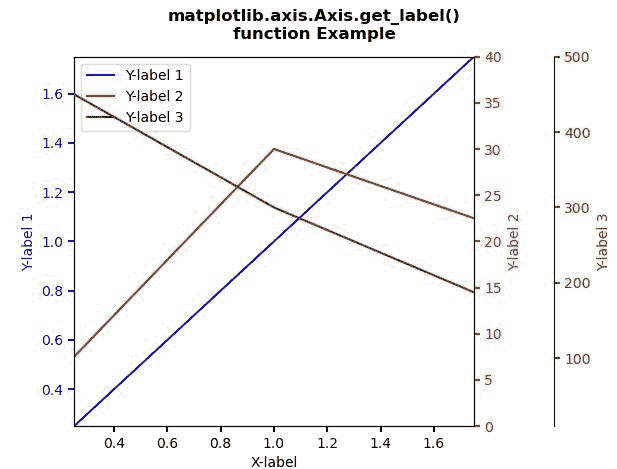 matplotlib.axis.Axis.get_label()
function Example
Y-label 1
Y-label 2
Y-label 3
1.6
1.4
1.2
1.0
0.8
0.6
0.4
Y-label 1
40
35
30
25
20
15
10
5
0
Y-label 2
500
400
300
200
100
Y-label 3
0.4 0.6 0.8 1.0 1.2 1.4 1.6
X-label